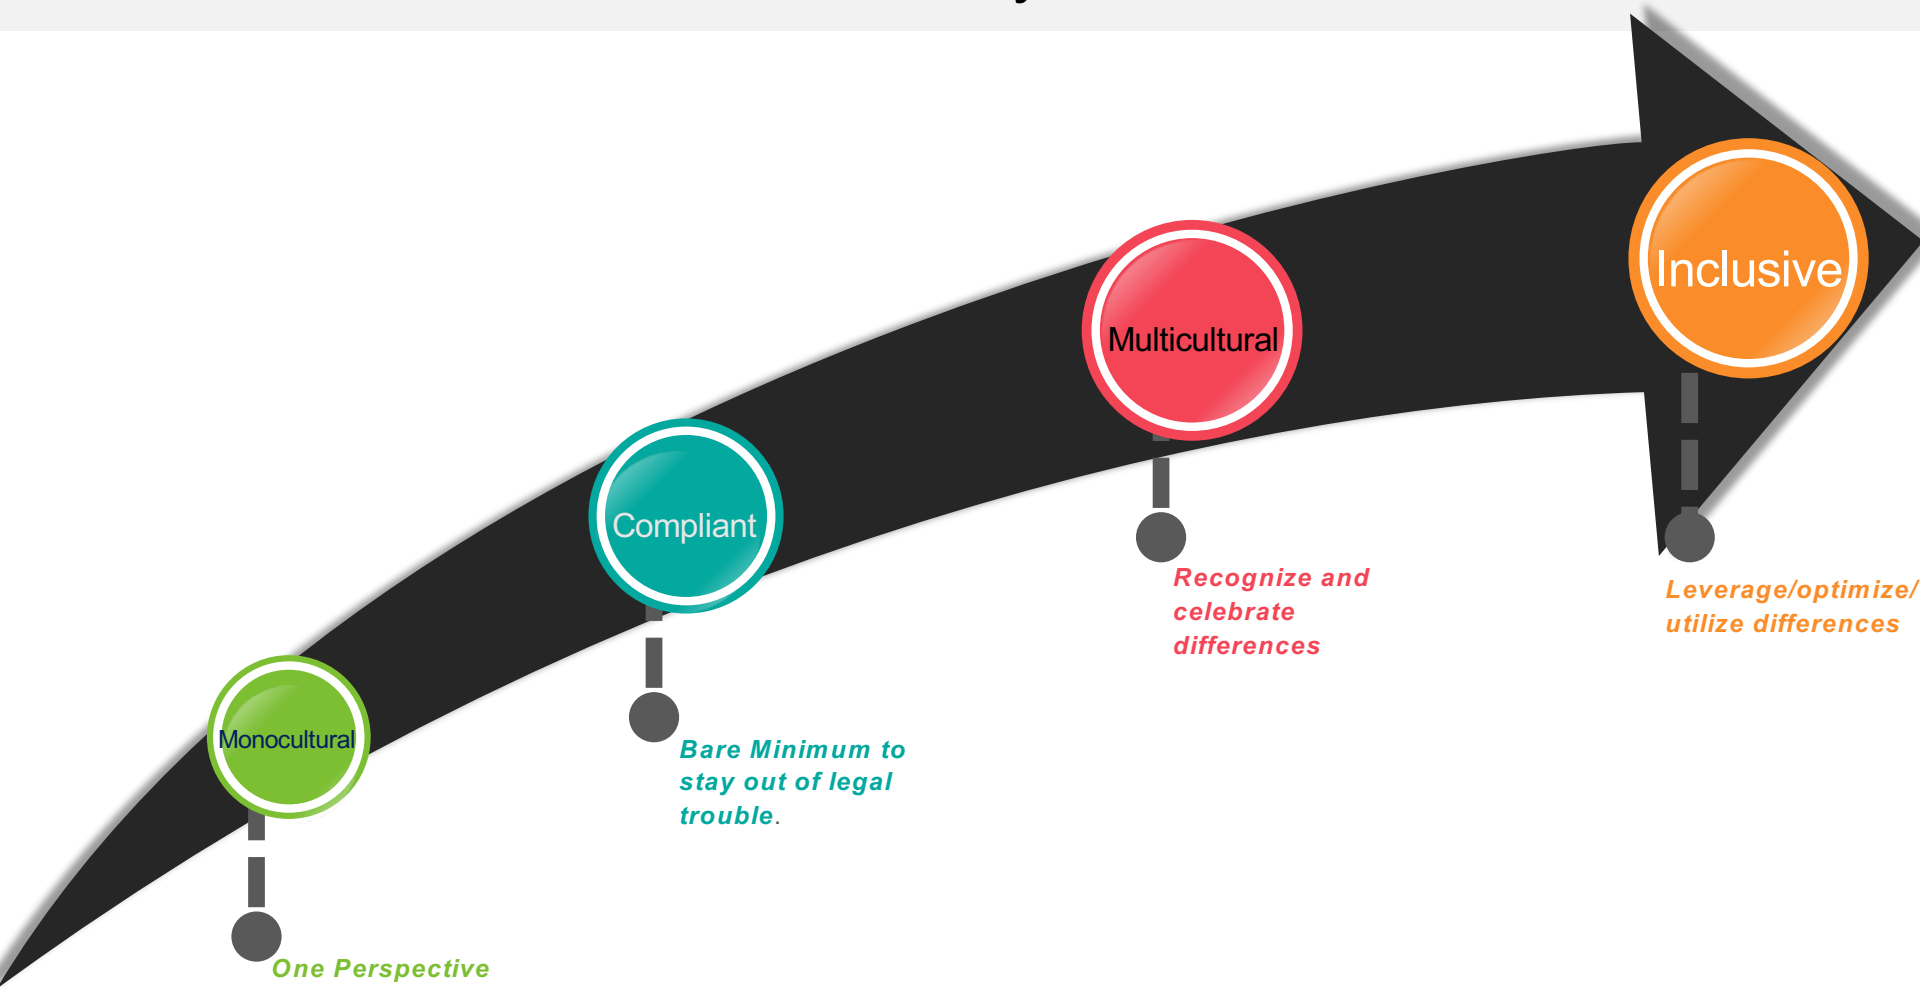 Inclusive
Multicultural
Compliant
Recognize and
celebrate
differences
Leverage/optimize/
utilize differences
Monocultural
Bare Minimum to
stay out of legal
trouble.
One Perspective